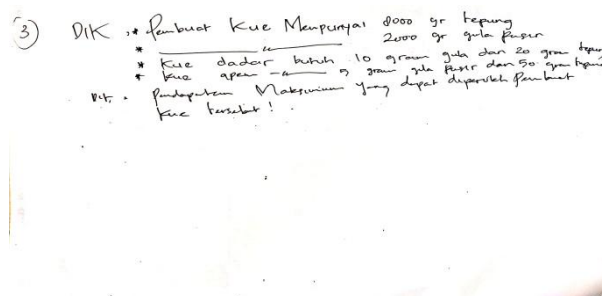 3 DIK : * Pembuat Kue Mempunyai 8000 gr tepung
* ——"—— 2000 gr gula Pasir
* Kue dadar butuh 10 gram gula dan 20 gram tepung
* kue apem —"— 5 gram gula Pasir dan 50 gram tepung
Dit, . Pendapatan Maksimum yang dapat diperoleh Pembuat
kue tersebut !